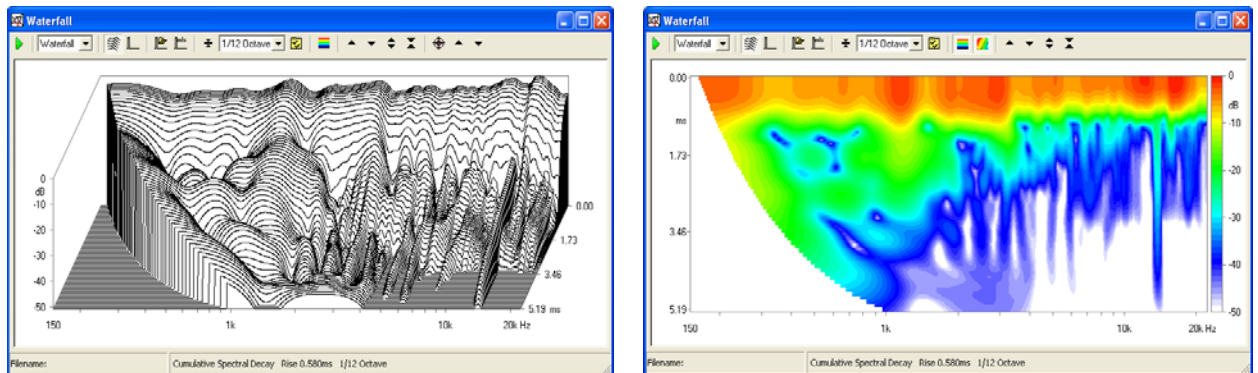 Waterfall
Waterfall 1/12 Octave
0
dB
-10
-20
-30
-40
-50
0.00
1.73
3.46
5.19 ms
150 1k 10k 20k Hz
Filename: Cumulative Spectral Decay Rise 0.580ms 1/12 Octave
Waterfall
Waterfall 1/12 Octave
0.00
ms
1.73
3.46
5.19
0
dB
-10
-20
-30
-40
-50
150 1k 10k 20k Hz
Filename: Cumulative Spectral Decay Rise 0.580ms 1/12 Octave